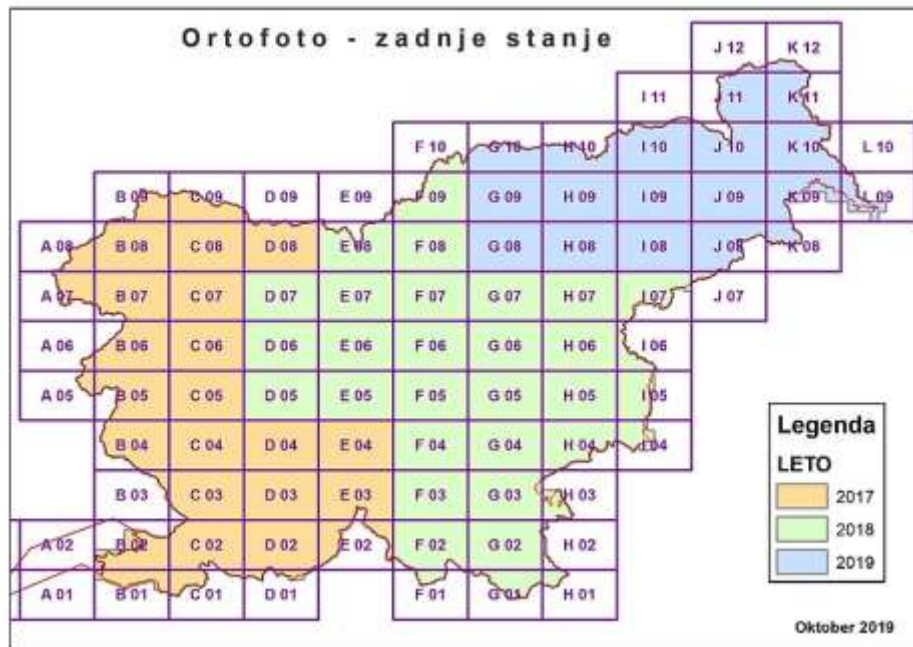 Ortofoto - zadnje stanje
J 12 K 12
I 11 J 11 K 11
F 10 G 10 H 10 I 10 J 10 K 10 L 10
B 09 C 09 D 09 E 09 F 09 G 09 H 09 I 09 J 09 K 09 L 09
A 08 B 08 C 08 D 08 E 08 F 08 G 08 H 08 I 08 J 08 K 08
A 07 B 07 C 07 D 07 E 07 F 07 G 07 H 07 I 07 J 07
A 06 B 06 C 06 D 06 E 06 F 06 G 06 H 06 I 06
A 05 B 05 C 05 D 05 E 05 F 05 G 05 H 05 I 05
B 04 C 04 D 04 E 04 F 04 G 04 H 04 I 04
B 03 C 03 D 03 E 03 F 03 G 03 H 03
A 02 B 02 C 02 D 02 E 02 F 02 G 02 H 02
A 01 B 01 C 01 D 01 F 01 G 01 H 01
Legenda
LETO
2017
2018
2019
Oktober 2019